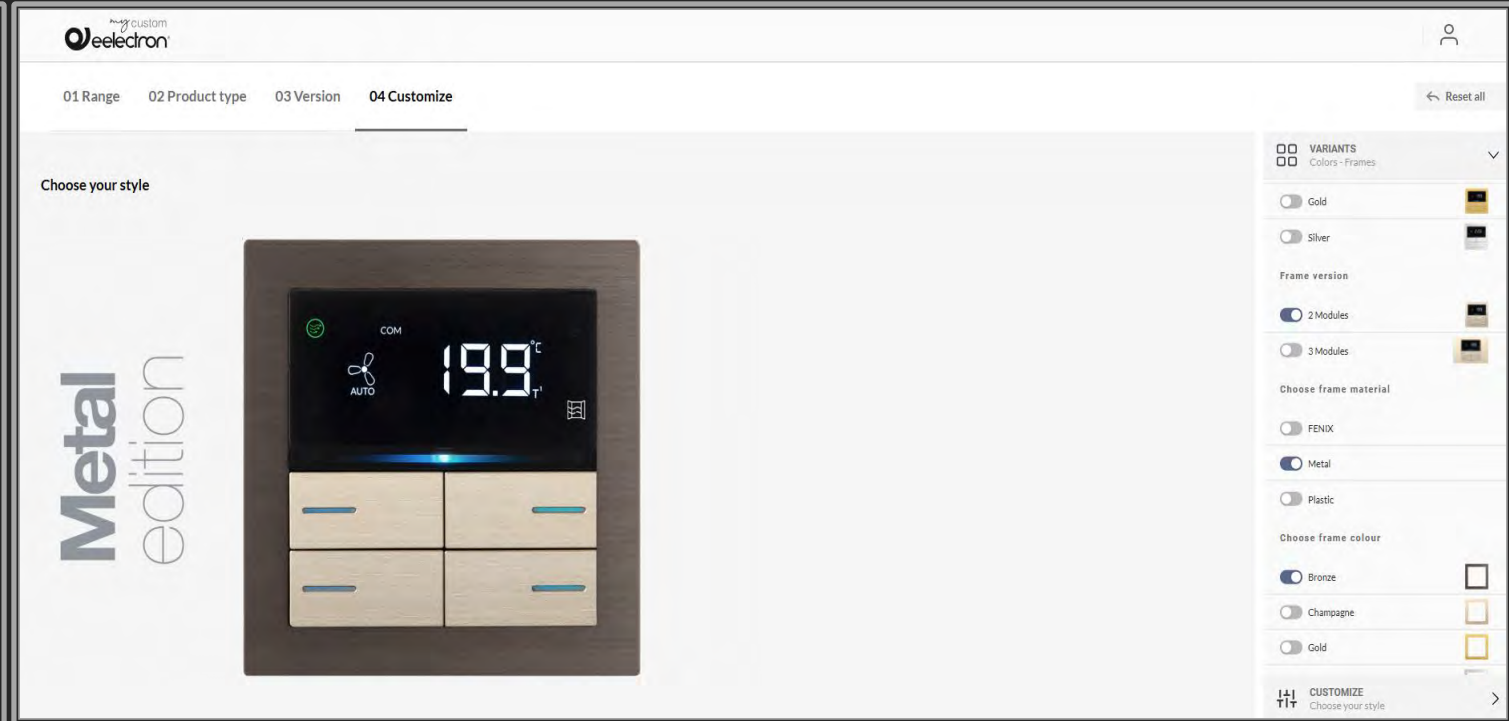 my custom
eelectron
01 Range
02 Product type
03 Version
04 Customize
Reset all
Choose your style
Metal
edition
COM
AUTO
19.9 °C
T¹
VARIANTS
Colors - Frames
Gold
Silver
Frame version
2 Modules
3 Modules
Choose frame material
FENIX
Metal
Plastic
Choose frame colour
Bronze
Champagne
Gold
CUSTOMIZE
Choose your style